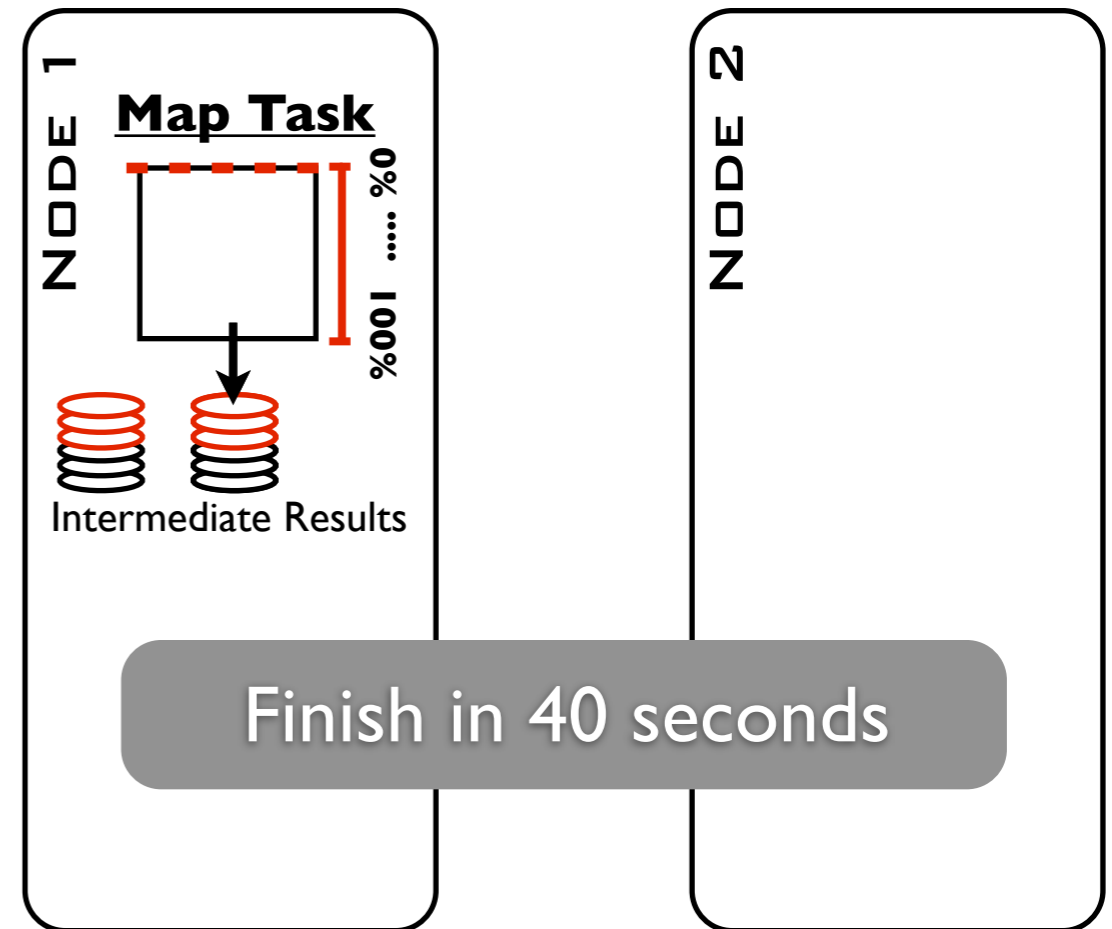 NODE 1
Map Task
0% ..... 100%
Intermediate Results
NODE 2
Finish in 40 seconds